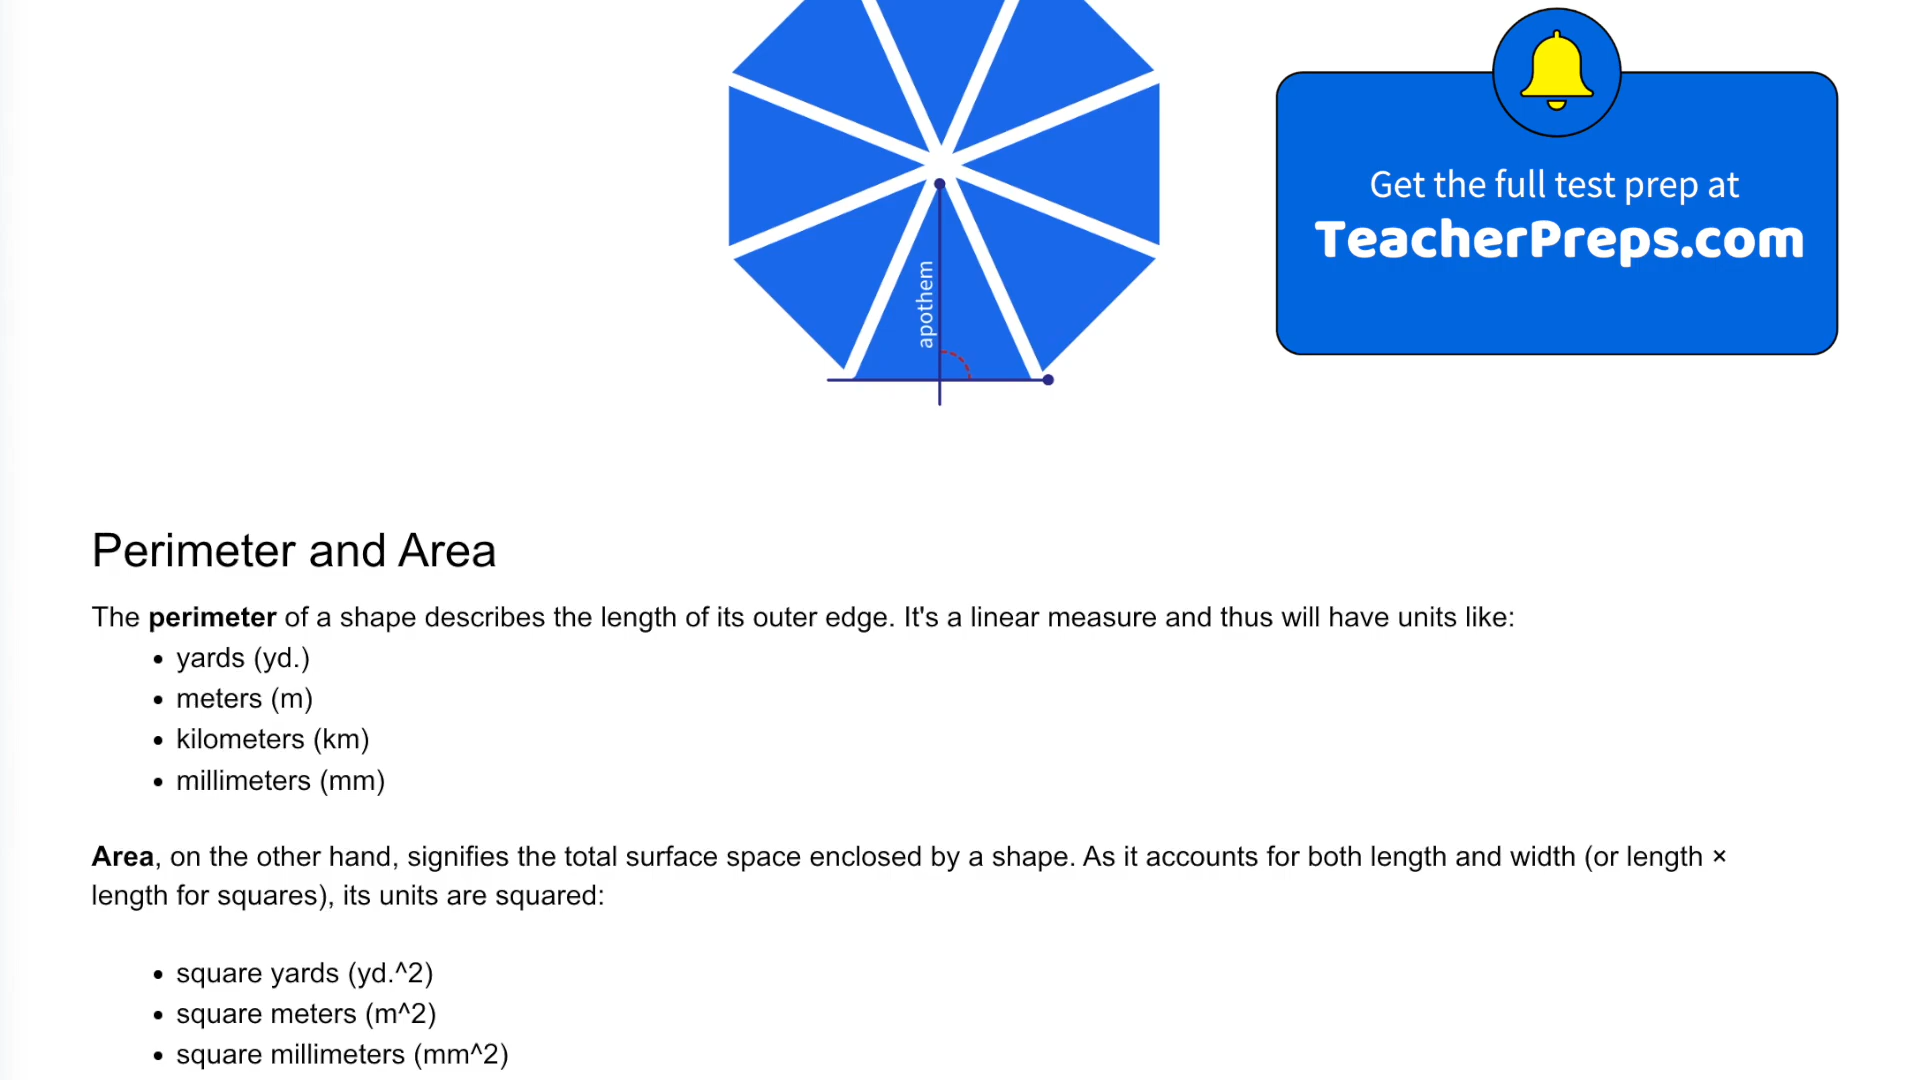 apothem
Get the full test prep at
TeacherPreps.com
Perimeter and Area
The perimeter of a shape describes the length of its outer edge. It's a linear measure and thus will have units like:
• yards (yd.)
• meters (m)
• kilometers (km)
• millimeters (mm)
Area, on the other hand, signifies the total surface space enclosed by a shape. As it accounts for both length and width (or length ×
length for squares), its units are squared:
• square yards (yd.^2)
• square meters (m^2)
• square millimeters (mm^2)